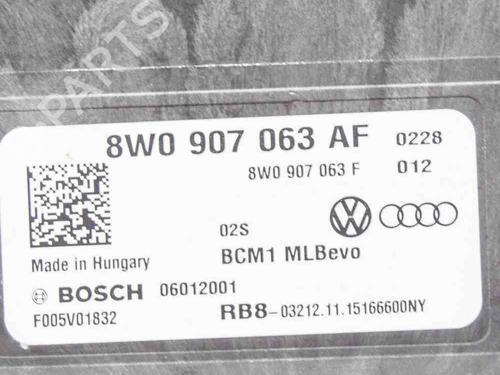 PARTS
8W0 907 063 AF 0228
8W0 907 063 F 012
02S
BCM1 MLBevo
Made in Hungary
BOSCH 06012001
F005V01832
RB8-03212.11.15166600NY